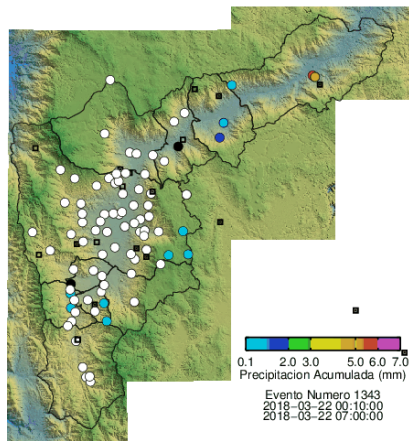 0.1 2.0 3.0 5.0 6.0 7.0
Precipitacion Acumulada (mm)
Evento Numero 1343
2018-03-22 00:10:00
2018-03-22 07:00:00